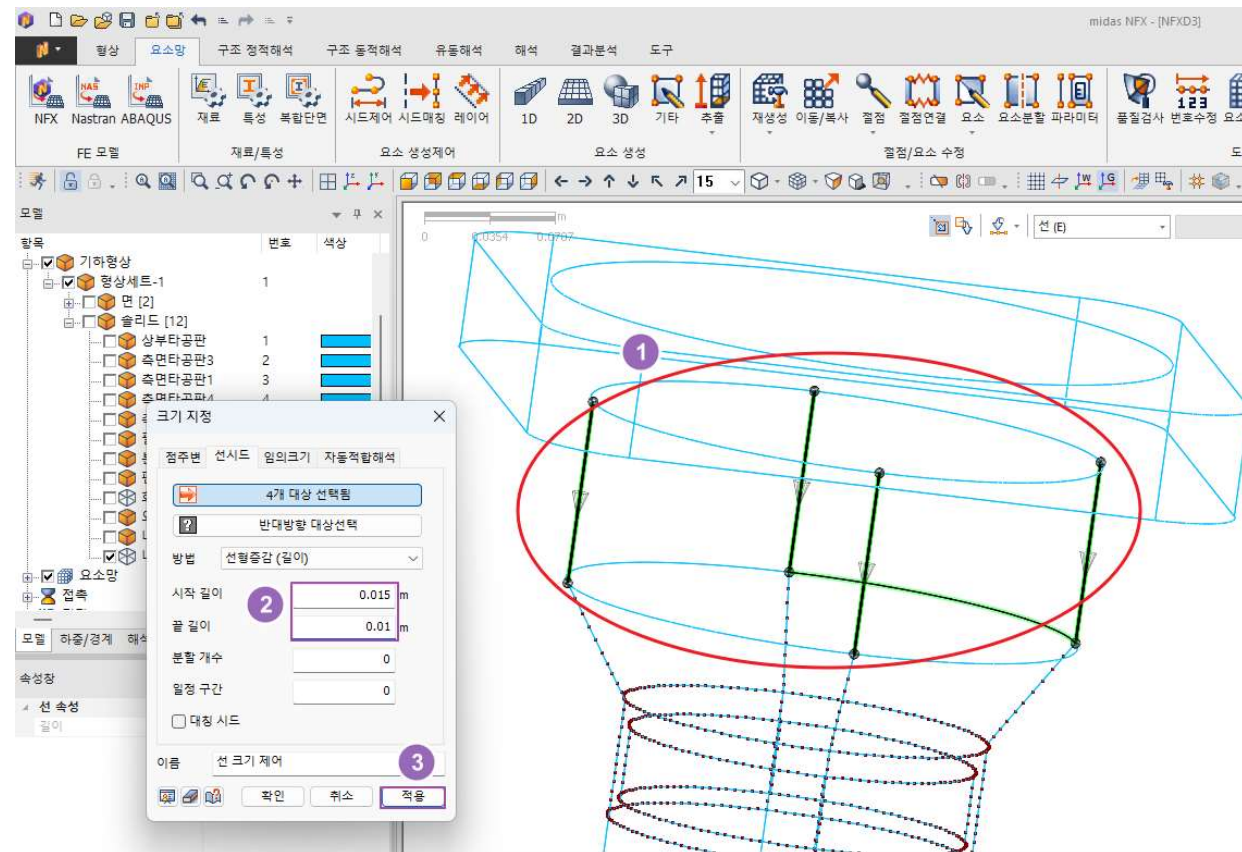 midas NFX - [NFXD3]
형상 요소망 구조 정적해석 구조 동적해석 유동해석 해석 결과분석 도구
NAS INP
NFX Nastran ABAQUS 재료 특성 복합단면 시드제어 시드매칭 레이어 1D 2D 3D 기타 추출 재생성 이동/복사 절점 절점연결 요소 요소분할 파라미터 품질검사 번호수정
FE 모델 재료/특성 요소 생성제어 요소 생성 절점/요소 수정
15
모델
항목 번호 색상
기하형상
형상세트-1 1
면 [2]
솔리드 [12]
상부타공판 1
측면타공판3 2
측면타공판1 3
측면타공판4 4
요소망
접촉
모델 하중/경계
속성창
선 속성
길이
크기 지정
점주변 선시드 임의크기 자동적합해석
4개 대상 선택됨
반대방향 대상선택
방법 선형증감 (길이)
시작 길이 0.015 m
2
끝 길이 0.01 m
분할 개수 0
일정 구간 0
대칭 시드
이름 선 크기 제어
3
확인 취소 적용
m
0 0.0354 0.0707
선 (E)
1